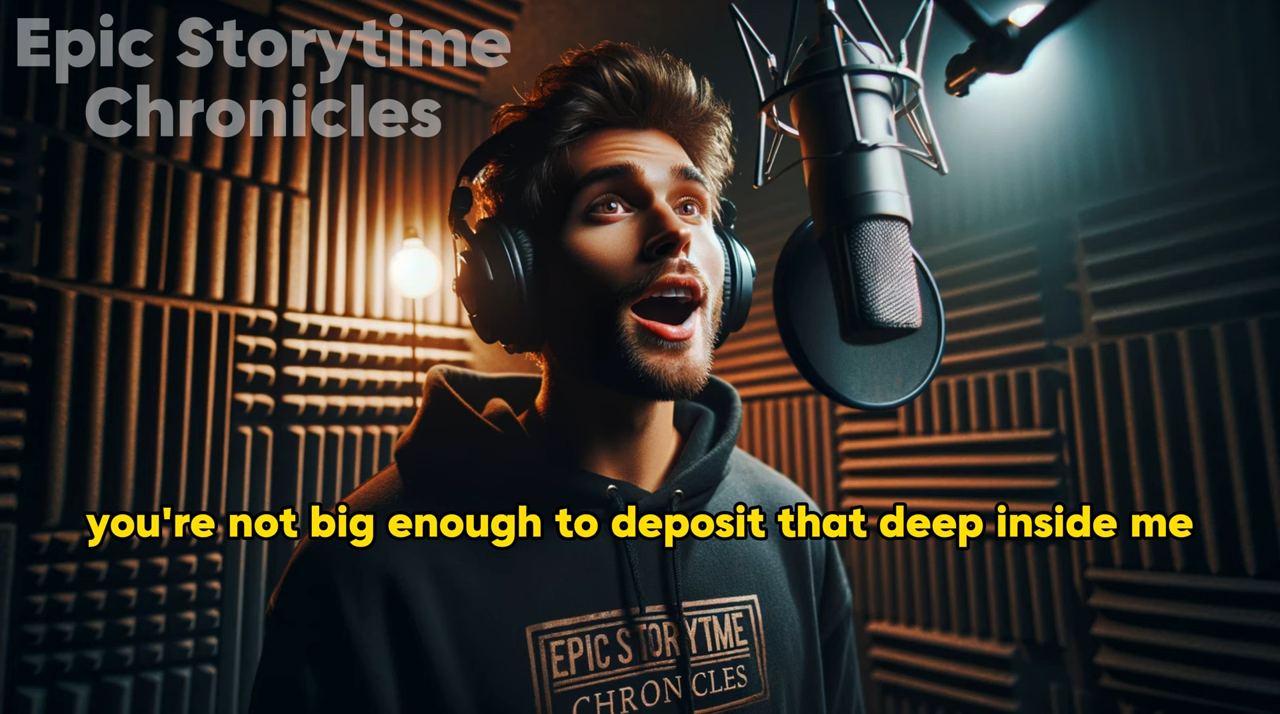 Epic Storytime
Chronicles
you're not big enough to deposit that deep inside me
EPIC STORYTME
CHRONICLES